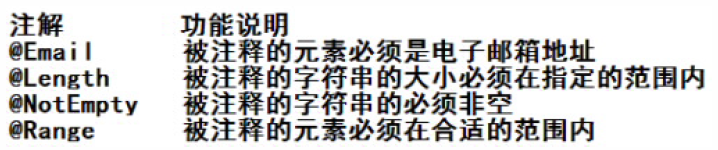 注解 功能说明
@Email 被注释的元素必须是电子邮箱地址
@Length 被注释的字符串的大小必须在指定的范围内
@NotEmpty 被注释的字符串的必须非空
@Range 被注释的元素必须在合适的范围内